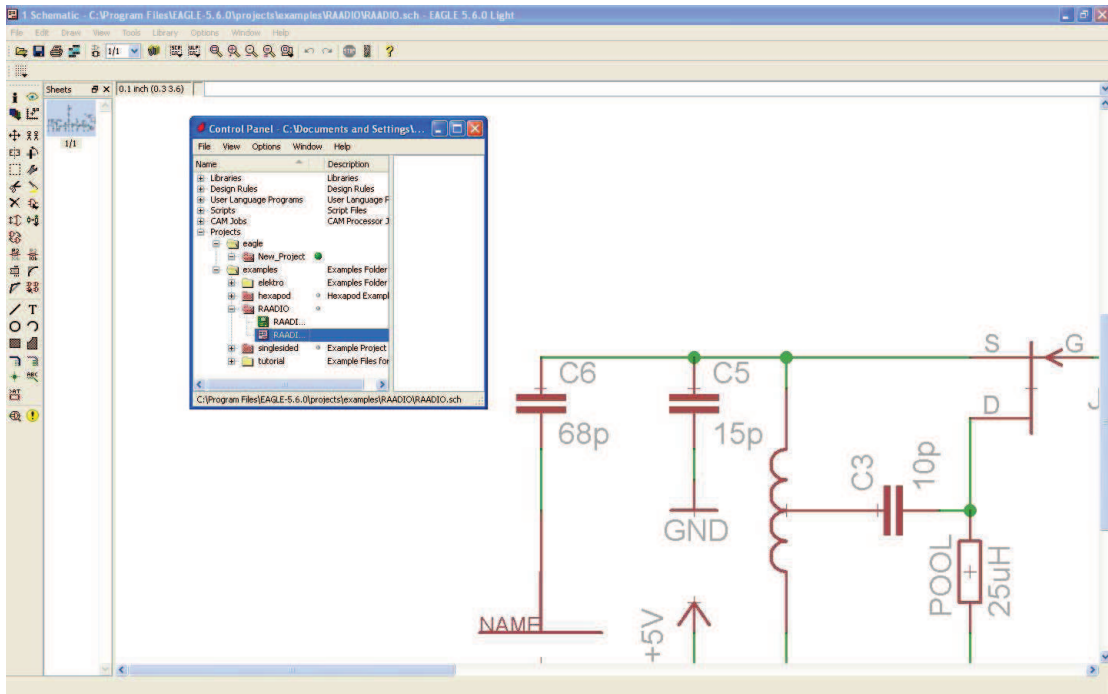 1 Schematic - C:\Program Files\EAGLE-5.6.0\projects\examples\RAADIO\RAADIO.sch - EAGLE 5.6.0 Light
File Edit Draw View Tools Library Options Window Help
1/1
Sheets
0.1 inch (0.3 3.6)
1/1
Control Panel - C:\Documents and Settings\...
File View Options Window Help
Name Description
Libraries Libraries
Design Rules Design Rules
User Language Programs User Language P
Scripts Script Files
CAM Jobs CAM Processor J
Projects
eagle
New_Project
examples Examples Folder
elektro Examples Folder
hexapod Hexapod Exampl
RAADIO
RAADI...
RAADI...
singlesided Example Project
tutorial Example Files for
C:\Program Files\EAGLE-5.6.0\projects\examples\RAADIO\RAADIO.sch
S G
C6 C5
D J
68p 15p
C3 10p
GND
POOL 25uH
NAME
+5V